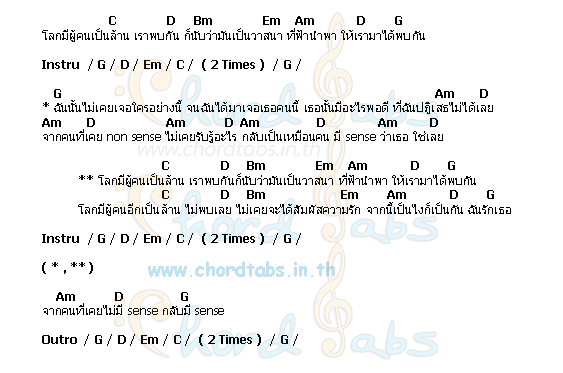 C D Bm Em Am D G
โลกมีผู้คนเป็นล้าน เราพบกัน ก็นับว่ามันเป็นวาสนา ที่ฟ้านำพา ให้เรามาได้พบกัน
Instru / G / D / Em / C / ( 2 Times ) / G /
G Am D
* ฉันนั้นไม่เคยเจอใครอย่างนี้ จนฉันได้มาเจอเธอคนนี้ เธอนั้นมีอะไรพอดี ที่ฉันปฏิเสธไม่ได้เลย
Am D Am D Am D Am D
จากคนที่เคย non sense ไม่เคยรับรู้อะไร กลับเป็นเหมือนคน มี sense ว่าเธอ ใช่เลย
www.chordtabs.in.th
C D Bm Em Am D G
** โลกมีผู้คนเป็นล้าน เราพบกันก็นับว่ามันเป็นวาสนา ที่ฟ้านำพา ให้เรามาได้พบกัน
C D Bm Em Am D G
โลกมีผู้คนอีกเป็นล้าน ไม่พบเลย ไม่เคยจะได้สัมผัสความรัก จากนี้เป็นไงก็เป็นกัน ฉันรักเธอ
Instru / G / D / Em / C / ( 2 Times ) / G /
( * , ** )
www.chordtabs.in.th
Am D G
จากคนที่เคยไม่มี sense กลับมี sense
Outro / G / D / Em / C / ( 2 Times ) / G /